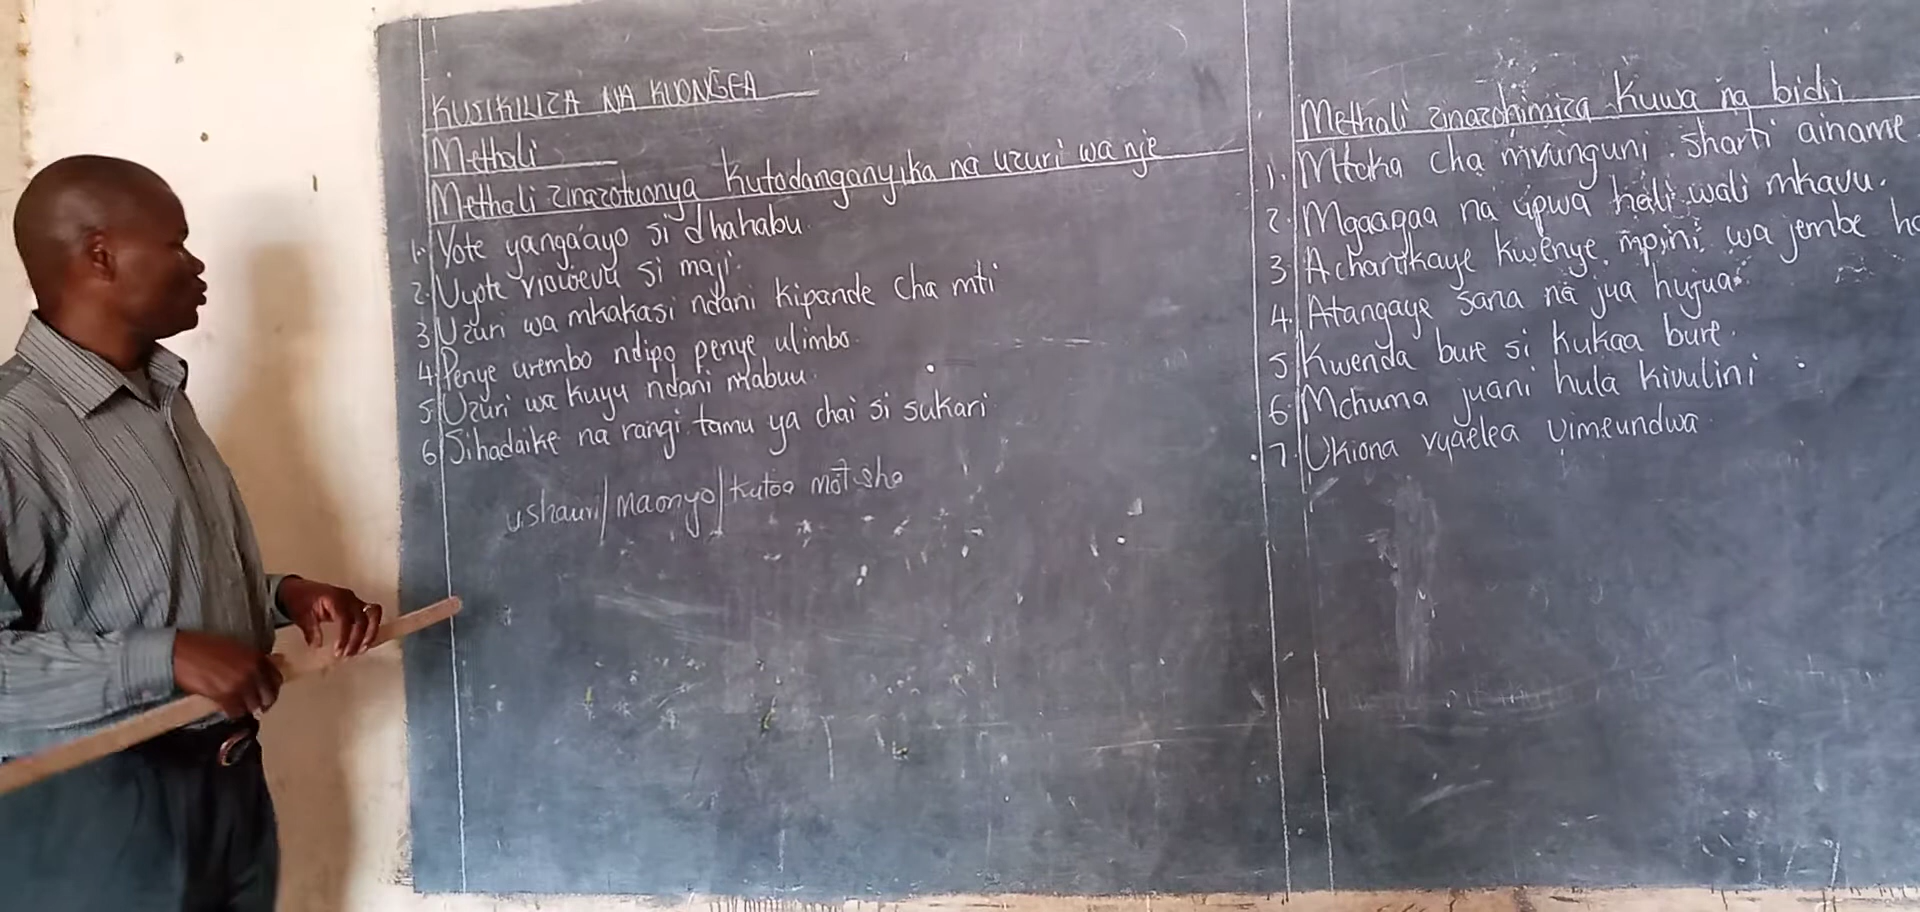 KUSIKILIZA NA KUONGEA
Methali
Methali zinazotuonya kutodanganyika na uzuri wa nje
1. Yote yanga'ayo si dhahabu.
2. Uyote viowevu si maji.
3. Uzuri wa mkakasi ndani kipande cha mti
4. Penye urembo ndipo penye ulimbo.
5. Uzuri wa kuyu ndani mabuu.
6. Sihadaike na rangi tamu ya chai si sukari
ushauri/maonyo/kutoa motisha
Methali zinazohimiza kuwa na bidii
1. Mtaka cha mvunguni sharti ainame.
2. Mgaagaa na upwa hali wali mkavu.
3. Achanikaye kwenye mpini wa jembe ha
4. Atangaye sana na jua hujua
5. Kwenda bure si kukaa bure.
6. Mchuma juani hula kivulini
7. Ukiona vyaelea vimeundwa